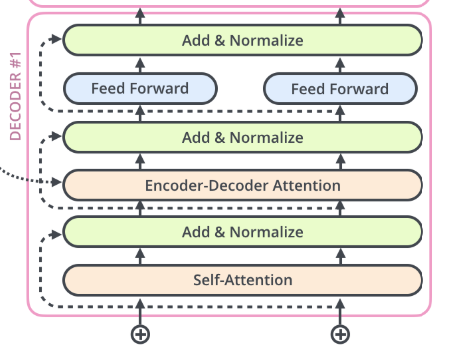 DECODER #1
Add & Normalize
Feed Forward
Feed Forward
Add & Normalize
Encoder-Decoder Attention
Add & Normalize
Self-Attention